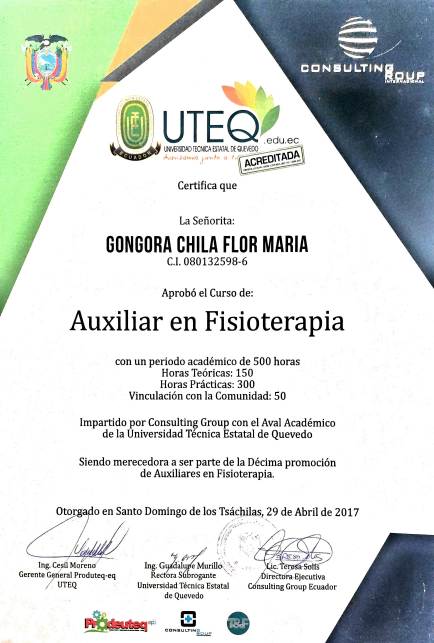 CONSULTING
GROUP
INTERNACIONAL
UTEQ
.edu.ec
UNIVERSIDAD TECNICA ESTATAL DE QUEVEDO
ECUADOR
ACREDITADA
Certifica que
La Señorita:
GONGORA CHILA FLOR MARIA
C.I. 080132598-6
Aprobó el Curso de:
Auxiliar en Fisioterapia
con un periodo académico de 500 horas
Horas Teóricas: 150
Horas Prácticas: 300
Vinculación con la Comunidad: 50
Impartido por Consulting Group con el Aval Académico
de la Universidad Técnica Estatal de Quevedo
Siendo merecedora a ser parte de la Décima promoción
de Auxiliares en Fisioterapia.
Otorgado en Santo Domingo de los Tsáchilas, 29 de Abril de 2017
Ing. Cesil Moreno
Gerente General Produteq-eq
UTEQ
Ing. Guadalupe Murillo
Rectora Subrogante
Universidad Técnica Estatal
de Quevedo
Lic. Teresa Solis
Directora Ejecutiva
Consulting Group Ecuador
Produteq
CONSULTING
GROUP